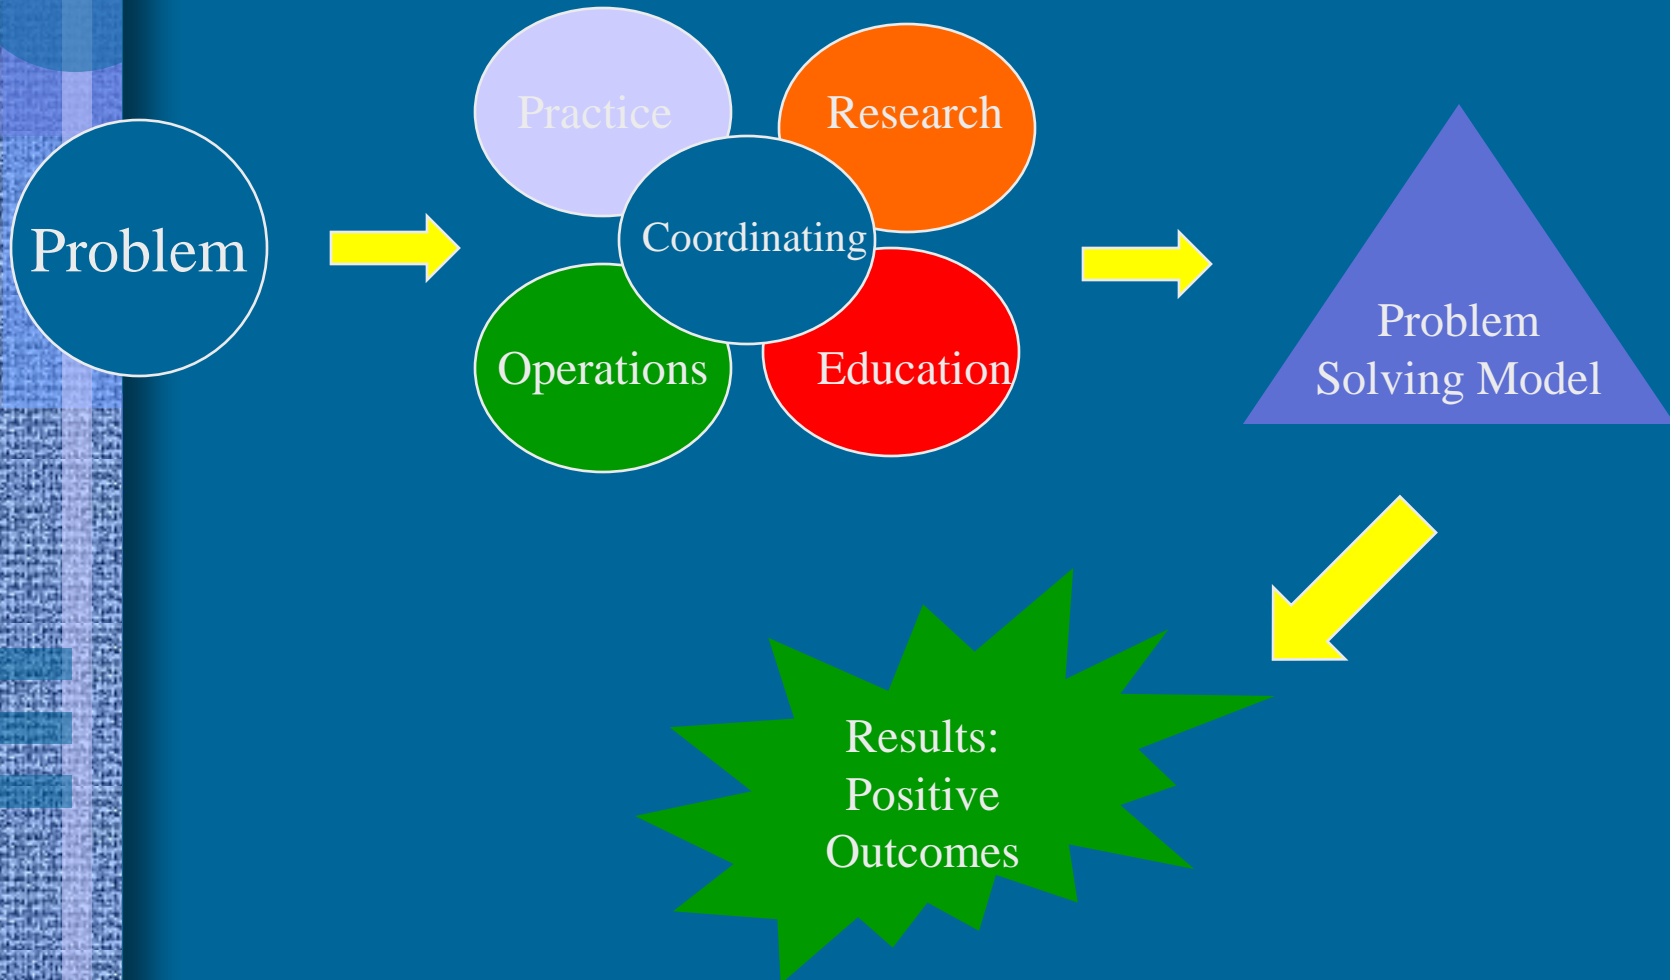 Problem
Practice
Research
Coordinating
Operations
Education
Problem
Solving Model
Results:
Positive
Outcomes